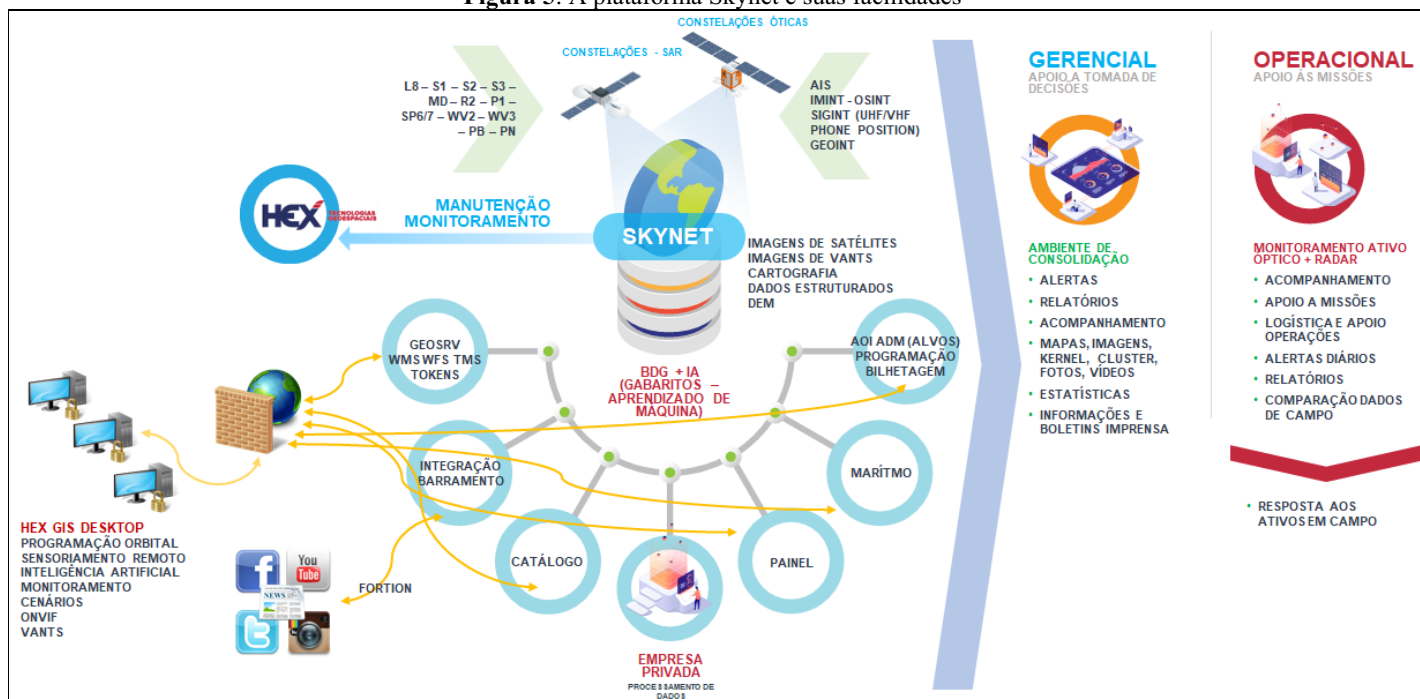 Figura 3. A plataforma Skynet e suas facilidades
CONSTELAÇÕES ÓTICAS
CONSTELAÇÕES - SAR
L8 – S1 – S2 – S3 –
MD – R2 – P1 –
SP6/7 – WV2 – WV3
– PB – PN
AIS
IMINT - OSINT
SIGINT (UHF/VHF
PHONE POSITION)
GEOINT
HEX TECNOLOGIAS
GEOESPACIAIS
MANUTENÇÃO
MONITORAMENTO
SKYNET
IMAGENS DE SATÉLITES
IMAGENS DE VANTS
CARTOGRAFIA
DADOS ESTRUTURADOS
DEM
GEOSRV
WMS WFS TMS
TOKENS
BDG + IA
(GABARITOS –
APRENDIZADO DE
MÁQUINA)
AOI ADM (ALVOS)
PROGRAMAÇÃO
BILHETAGEM
INTEGRAÇÃO
BARRAMENTO
MARÍTMO
CATÁLOGO
PAINEL
EMPRESA
PRIVADA
PROCESSAMENTO DE
DADOS
HEX GIS DESKTOP
PROGRAMAÇÃO ORBITAL
SENSORIAMENTO REMOTO
INTELIGÊNCIA ARTIFICIAL
MONITORAMENTO
CENÁRIOS
ONVIF
VANTS
You
Tube
NEWS
FORTION
GERENCIAL
APOIO A TOMADA DE
DECISÕES
AMBIENTE DE
CONSOLIDAÇÃO
• ALERTAS
• RELATÓRIOS
• ACOMPANHAMENTO
• MAPAS, IMAGENS,
KERNEL, CLUSTER,
FOTOS, VÍDEOS
• ESTATÍSTICAS
• INFORMAÇÕES E
BOLETINS IMPRENSA
OPERACIONAL
APOIO ÀS MISSÕES
MONITORAMENTO ATIVO
ÓPTICO + RADAR
• ACOMPANHAMENTO
• APOIO A MISSÕES
• LOGÍSTICA E APOIO
OPERAÇÕES
• ALERTAS DIÁRIOS
• RELATÓRIOS
• COMPARAÇÃO DADOS
DE CAMPO
• RESPOSTA AOS
ATIVOS EM CAMPO